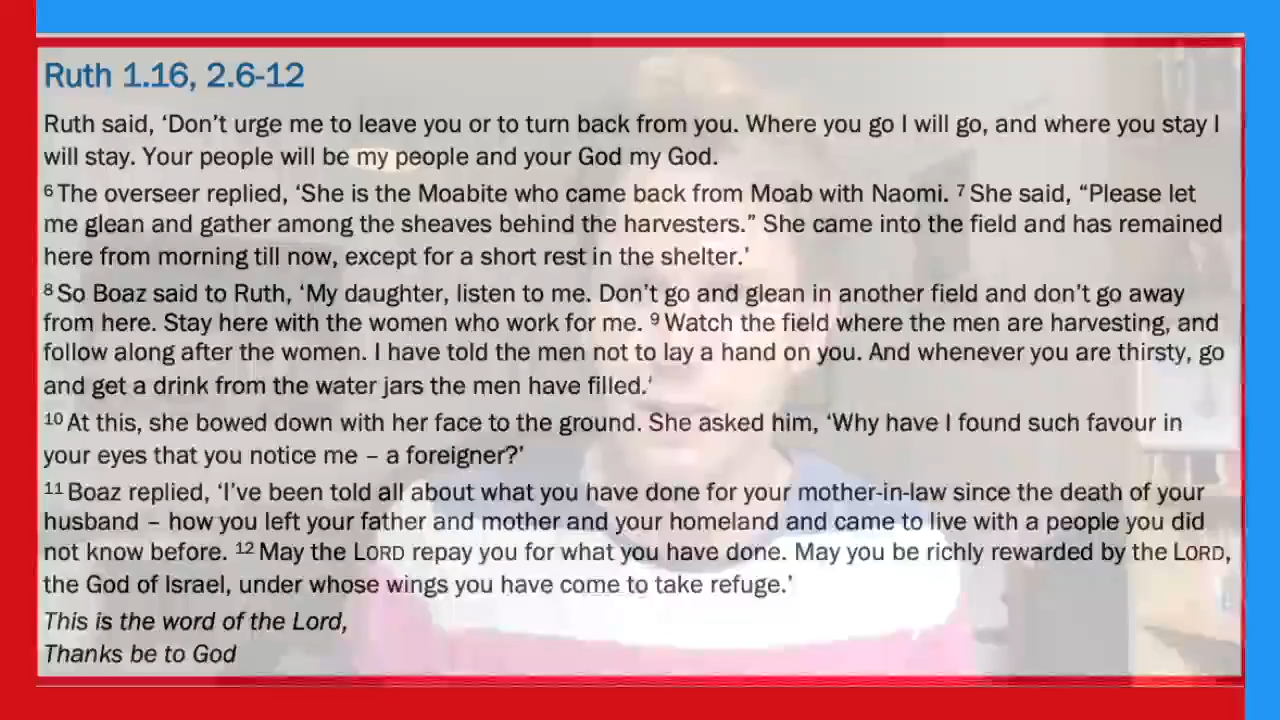 Ruth 1.16, 2.6-12
Ruth said, ‘Don’t urge me to leave you or to turn back from you. Where you go I will go, and where you stay I
will stay. Your people will be my people and your God my God.
6 The overseer replied, ‘She is the Moabite who came back from Moab with Naomi. 7 She said, “Please let
me glean and gather among the sheaves behind the harvesters.” She came into the field and has remained
here from morning till now, except for a short rest in the shelter.’
8 So Boaz said to Ruth, ‘My daughter, listen to me. Don’t go and glean in another field and don’t go away
from here. Stay here with the women who work for me. 9 Watch the field where the men are harvesting, and
follow along after the women. I have told the men not to lay a hand on you. And whenever you are thirsty, go
and get a drink from the water jars the men have filled.’
10 At this, she bowed down with her face to the ground. She asked him, ‘Why have I found such favour in
your eyes that you notice me – a foreigner?’
11 Boaz replied, ‘I’ve been told all about what you have done for your mother-in-law since the death of your
husband – how you left your father and mother and your homeland and came to live with a people you did
not know before. 12 May the LORD repay you for what you have done. May you be richly rewarded by the LORD,
the God of Israel, under whose wings you have come to take refuge.’
This is the word of the Lord,
Thanks be to God